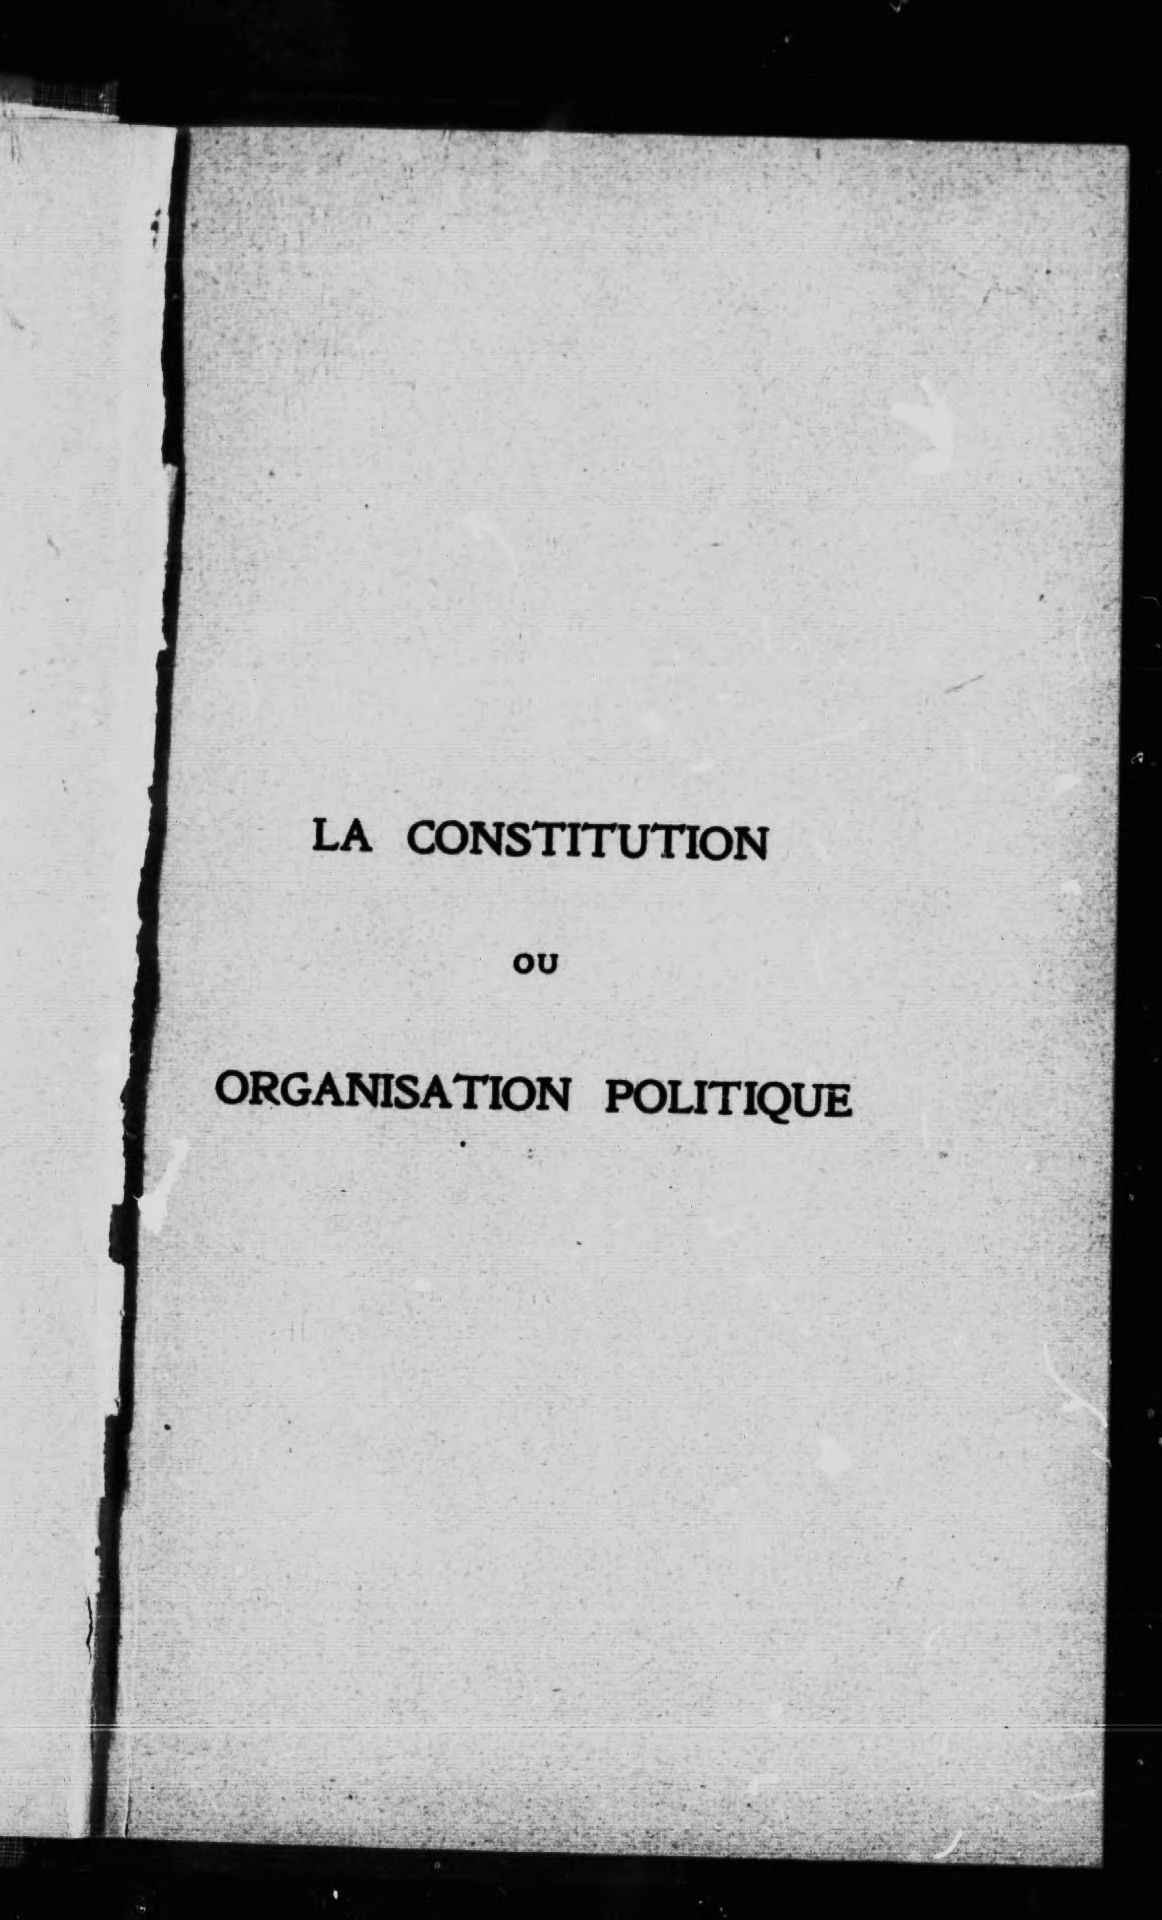 LA CONSTITUTION
OU
ORGANISATION POLITIQUE